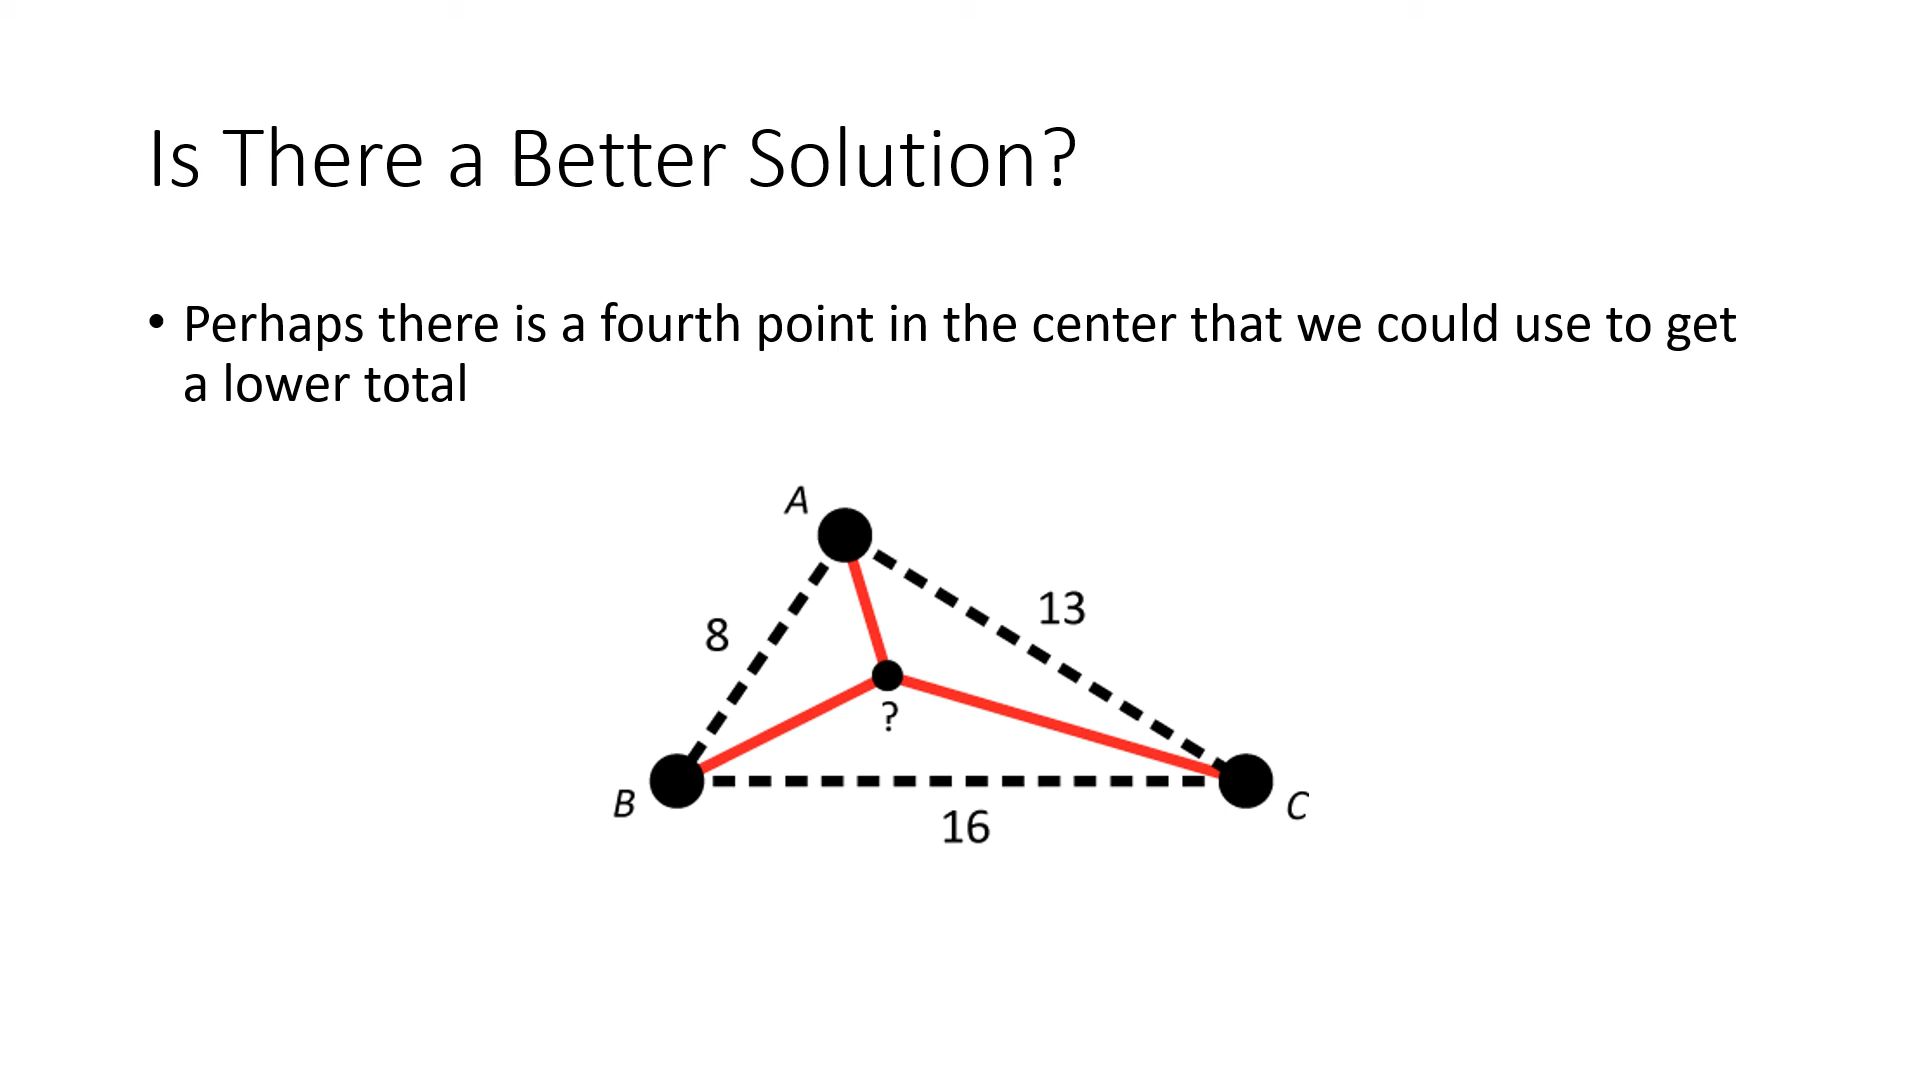 Is There a Better Solution?
• Perhaps there is a fourth point in the center that we could use to get
a lower total
A
13
8
?
B
C
16